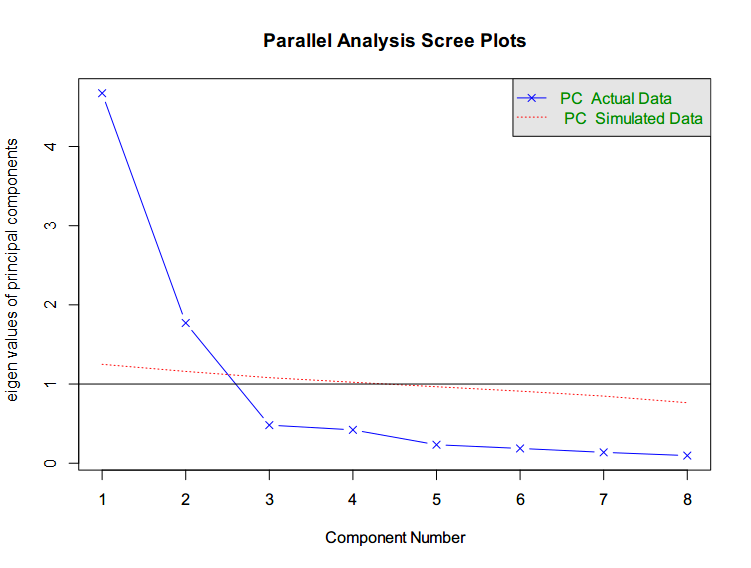 Parallel Analysis Scree Plots
PC  Actual Data
PC  Simulated Data
eigen values of principal components
4
3
2
1
0
1 2 3 4 5 6 7 8
Component Number